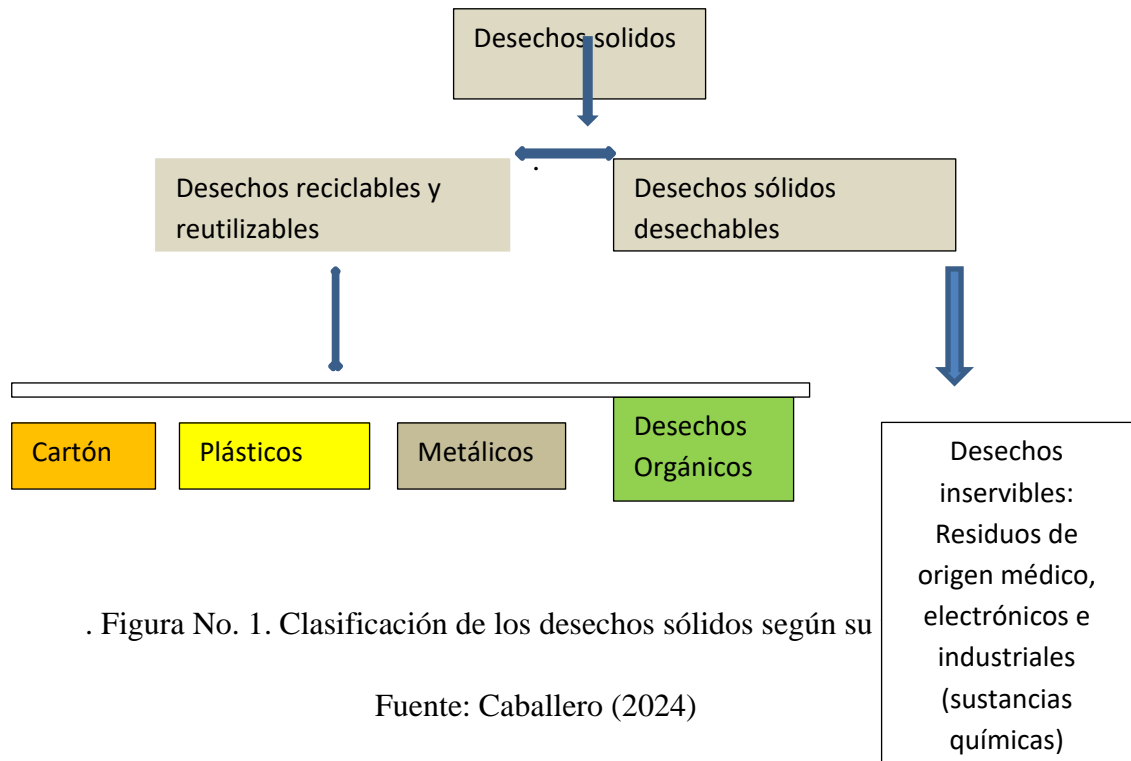 Desechos solidos
Desechos reciclables y
reutilizables
.
Desechos sólidos
desechables
Cartón
Plásticos
Metálicos
Desechos
Orgánicos
Desechos
inservibles:
Residuos de
origen médico,
electrónicos e
industriales
(sustancias
químicas)
. Figura No. 1. Clasificación de los desechos sólidos según su
Fuente: Caballero (2024)